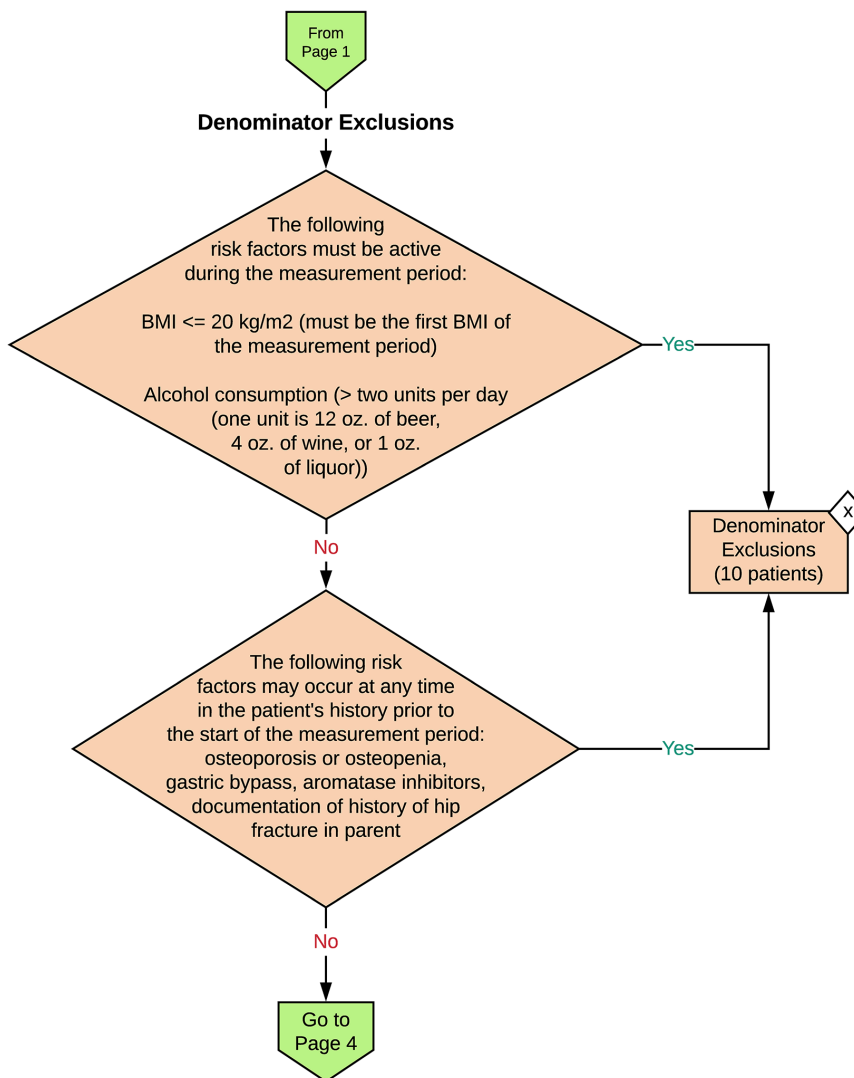 From
Page 1
Denominator Exclusions
The following
risk factors must be active
during the measurement period:
BMI <= 20 kg/m2 (must be the first BMI of
the measurement period)
Alcohol consumption (> two units per day
(one unit is 12 oz. of beer,
4 oz. of wine, or 1 oz.
of liquor))
Yes
x
Denominator
Exclusions
(10 patients)
No
The following risk
factors may occur at any time
in the patient's history prior to
the start of the measurement period:
osteoporosis or osteopenia,
gastric bypass, aromatase inhibitors,
documentation of history of hip
fracture in parent
Yes
No
Go to
Page 4